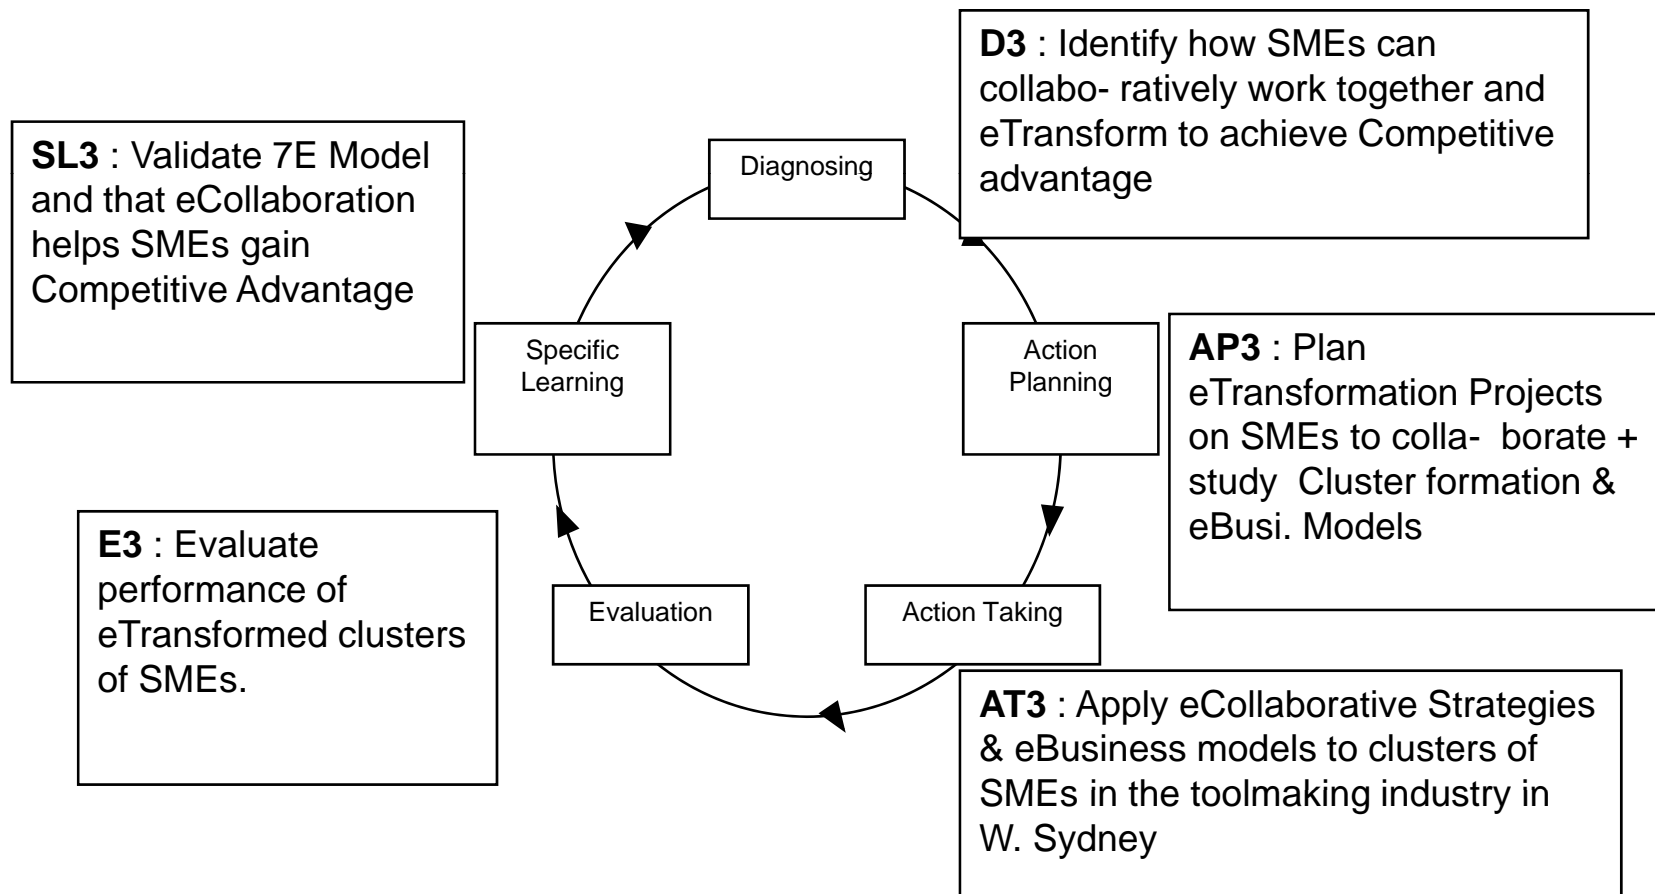 D3 : Identify how SMEs can
collabo- ratively work together and
eTransform to achieve Competitive
advantage
SL3 : Validate 7E Model
and that eCollaboration
helps SMEs gain
Competitive Advantage
Diagnosing
Specific
Learning
Action
Planning
AP3 : Plan
eTransformation Projects
on SMEs to colla-  borate +
study  Cluster formation &
eBusi. Models
E3 : Evaluate
performance of
eTransformed clusters
of SMEs.
Evaluation
Action Taking
AT3 : Apply eCollaborative Strategies
& eBusiness models to clusters of
SMEs in the toolmaking industry in
W. Sydney